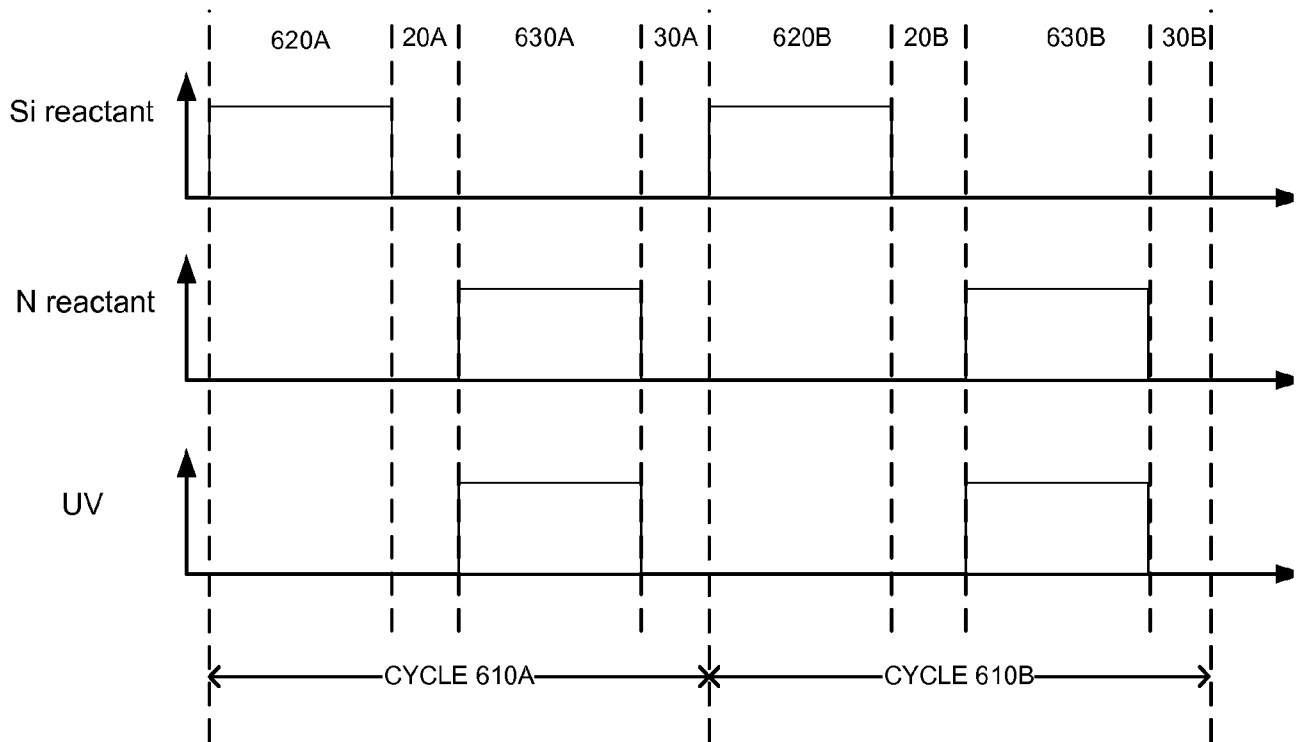 620A 20A 630A 30A 620B 20B 630B 30B
Si reactant
N reactant
UV
CYCLE 610A CYCLE 610B